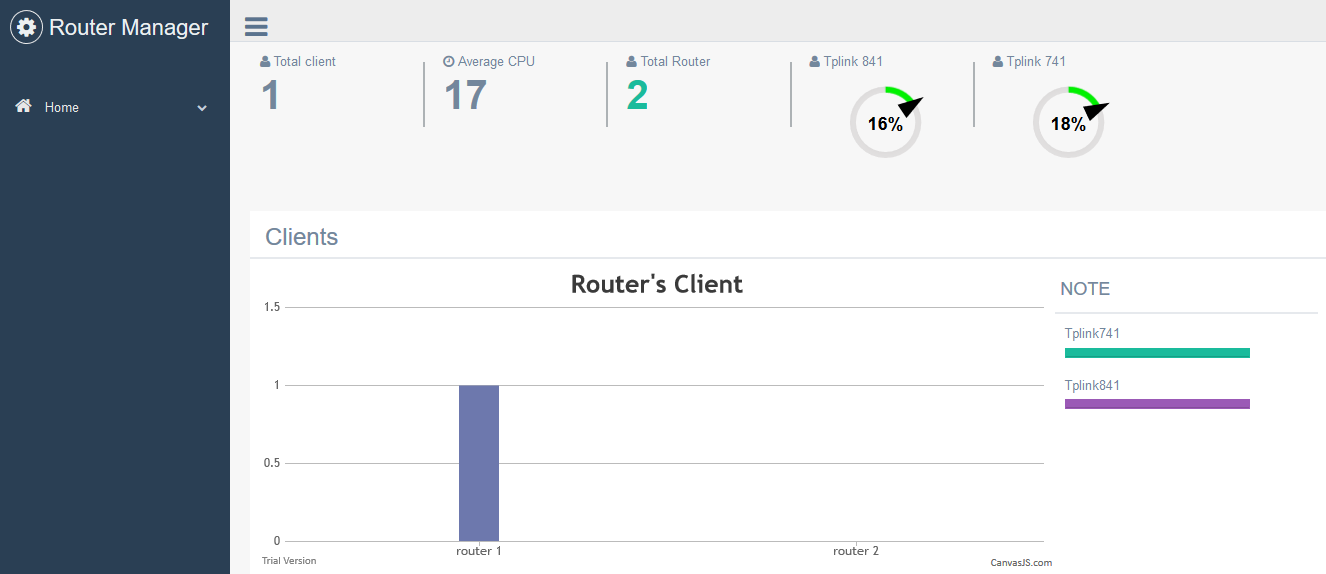 Router Manager
Home
Total client
1
Average CPU
17
Total Router
2
Tplink 841
16%
Tplink 741
18%
Clients
Router's Client
1.5
1
0.5
0
router 1
router 2
Trial Version
CanvasJS.com
NOTE
Tplink741
Tplink841